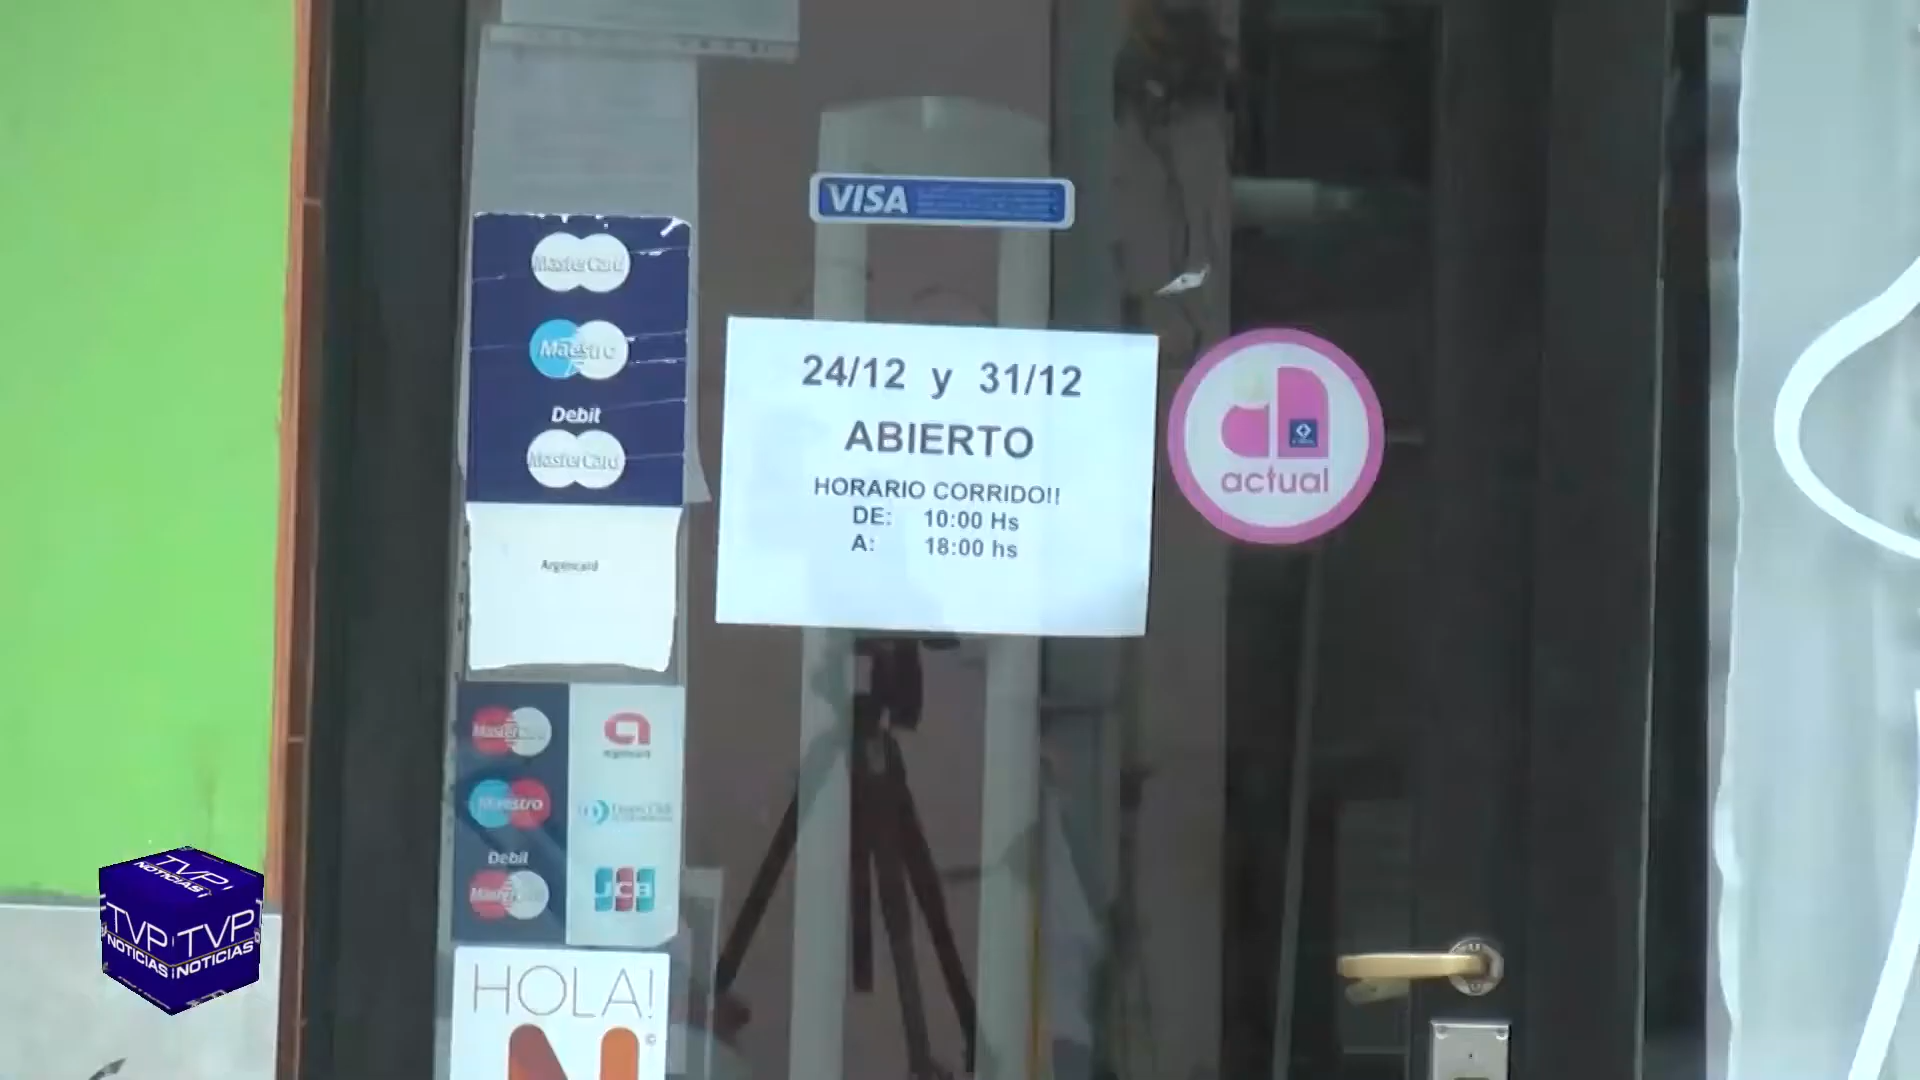 VISA
MasterCard
Maestro
Debit
MasterCard
Argencard
24/12 y 31/12
ABIERTO
HORARIO CORRIDO!!
DE: 10:00 Hs
A: 18:00 hs
actual
MasterCard
Argencard
Maestro
Debit
MasterCard
JCB
HOLA!
N
TVP
NOTICIAS
TVP
NOTICIAS
TVP
NOTICIAS